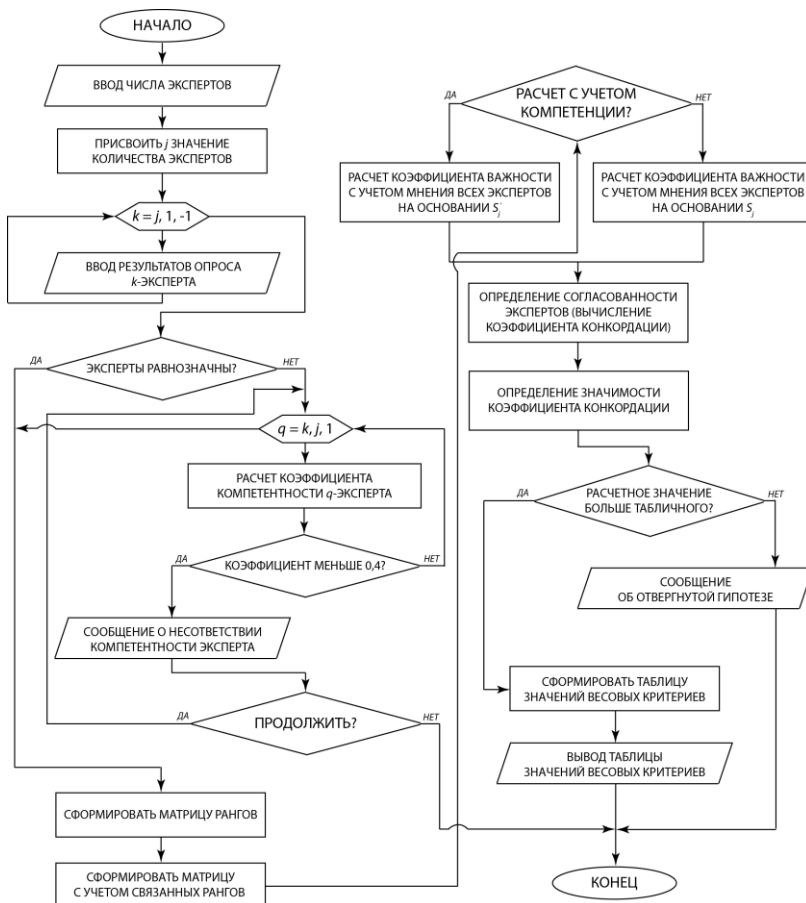 НАЧАЛО
ВВОД ЧИСЛА ЭКСПЕРТОВ
ПРИСВОИТЬ j ЗНАЧЕНИЕ
КОЛИЧЕСТВА ЭКСПЕРТОВ
k = j, 1, -1
ВВОД РЕЗУЛЬТАТОВ ОПРОСА
k-ЭКСПЕРТА
ДА
ЭКСПЕРТЫ РАВНОЗНАЧНЫ?
НЕТ
q = k, j, 1
РАСЧЕТ КОЭФФИЦИЕНТА
КОМПЕТЕНТНОСТИ q-ЭКСПЕРТА
ДА
КОЭФФИЦИЕНТ МЕНЬШЕ 0,4?
НЕТ
СООБЩЕНИЕ О НЕСООТВЕТСТВИИ
КОМПЕТЕНТНОСТИ ЭКСПЕРТА
ДА
ПРОДОЛЖИТЬ?
НЕТ
СФОРМИРОВАТЬ МАТРИЦУ РАНГОВ
СФОРМИРОВАТЬ МАТРИЦУ
С УЧЕТОМ СВЯЗАННЫХ РАНГОВ
ДА
РАСЧЕТ С УЧЕТОМ
КОМПЕТЕНЦИИ?
НЕТ
РАСЧЕТ КОЭФФИЦИЕНТА ВАЖНОСТИ
С УЧЕТОМ МНЕНИЯ ВСЕХ ЭКСПЕРТОВ
НА ОСНОВАНИИ S'j
РАСЧЕТ КОЭФФИЦИЕНТА ВАЖНОСТИ
С УЧЕТОМ МНЕНИЯ ВСЕХ ЭКСПЕРТОВ
НА ОСНОВАНИИ Sj
ОПРЕДЕЛЕНИЕ СОГЛАСОВАННОСТИ
ЭКСПЕРТОВ (ВЫЧИСЛЕНИЕ
КОЭФФИЦИЕНТА КОНКОРДАЦИИ)
ОПРЕДЕЛЕНИЕ ЗНАЧИМОСТИ
КОЭФФИЦИЕНТА КОНКОРДАЦИИ
ДА
РАСЧЕТНОЕ ЗНАЧЕНИЕ
БОЛЬШЕ ТАБЛИЧНОГО?
НЕТ
СООБЩЕНИЕ
ОБ ОТВЕРГНУТОЙ ГИПОТЕЗЕ
СФОРМИРОВАТЬ ТАБЛИЦУ
ЗНАЧЕНИЙ ВЕСОВЫХ КРИТЕРИЕВ
ВЫВОД ТАБЛИЦЫ
ЗНАЧЕНИЙ ВЕСОВЫХ КРИТЕРИЕВ
КОНЕЦ